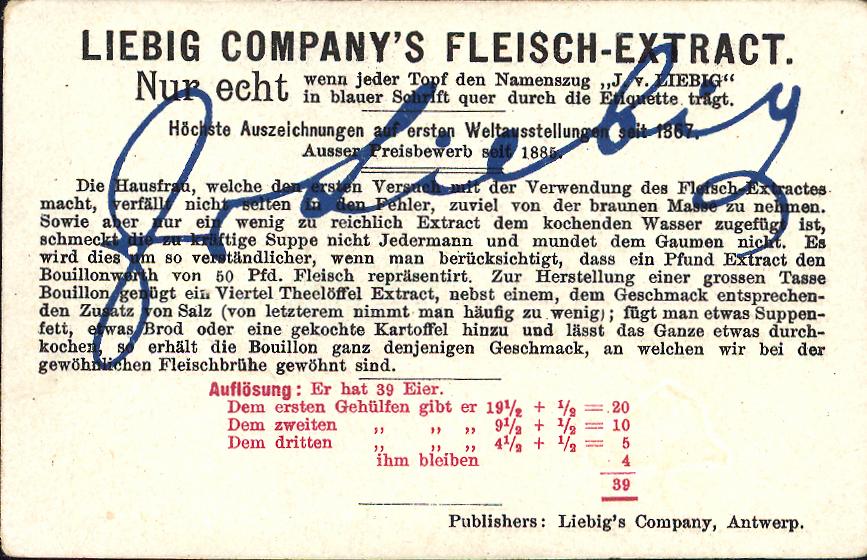 LIEBIG COMPANY'S FLEISCH-EXTRACT.
Nur echt wenn jeder Topf den Namenszug „J. v. LIEBIG“
in blauer Schrift quer durch die Etiquette trägt.
Höchste Auszeichnungen auf ersten Weltausstellungen seit 1867.
Ausser Preisbewerb seit 1885.
JvLiebig
Die Hausfrau, welche den ersten Versuch mit der Verwendung des Fleisch-Extractes
macht, verfällt nicht selten in den Fehler, zuviel von der braunen Masse zu nehmen.
Sowie aber nur ein wenig zu reichlich Extract dem kochenden Wasser zugefügt ist,
schmeckt die zu kräftige Suppe nicht Jedermann und mundet dem Gaumen nicht. Es
wird dies um so verständlicher, wenn man berücksichtigt, dass ein Pfund Extract den
Bouillonwerth von 50 Pfd. Fleisch repräsentirt. Zur Herstellung einer grossen Tasse
Bouillon genügt ein Viertel Theelöffel Extract, nebst einem, dem Geschmack entsprechen-
den Zusatz von Salz (von letzterem nimmt man häufig zu wenig); fügt man etwas Suppen-
fett, etwas Brod oder eine gekochte Kartoffel hinzu und lässt das Ganze etwas durch-
kochen, so erhält die Bouillon ganz denjenigen Geschmack, an welchen wir bei der
gewöhnlichen Fleischbrühe gewöhnt sind.
Auflösung: Er hat 39 Eier.
Dem ersten Gehülfen gibt er 19½ + ½ = 20
Dem zweiten „ „ „ 9½ + ½ = 10
Dem dritten „ „ „ 4½ + ½ = 5
ihm bleiben 4
39
Publishers: Liebig's Company, Antwerp.